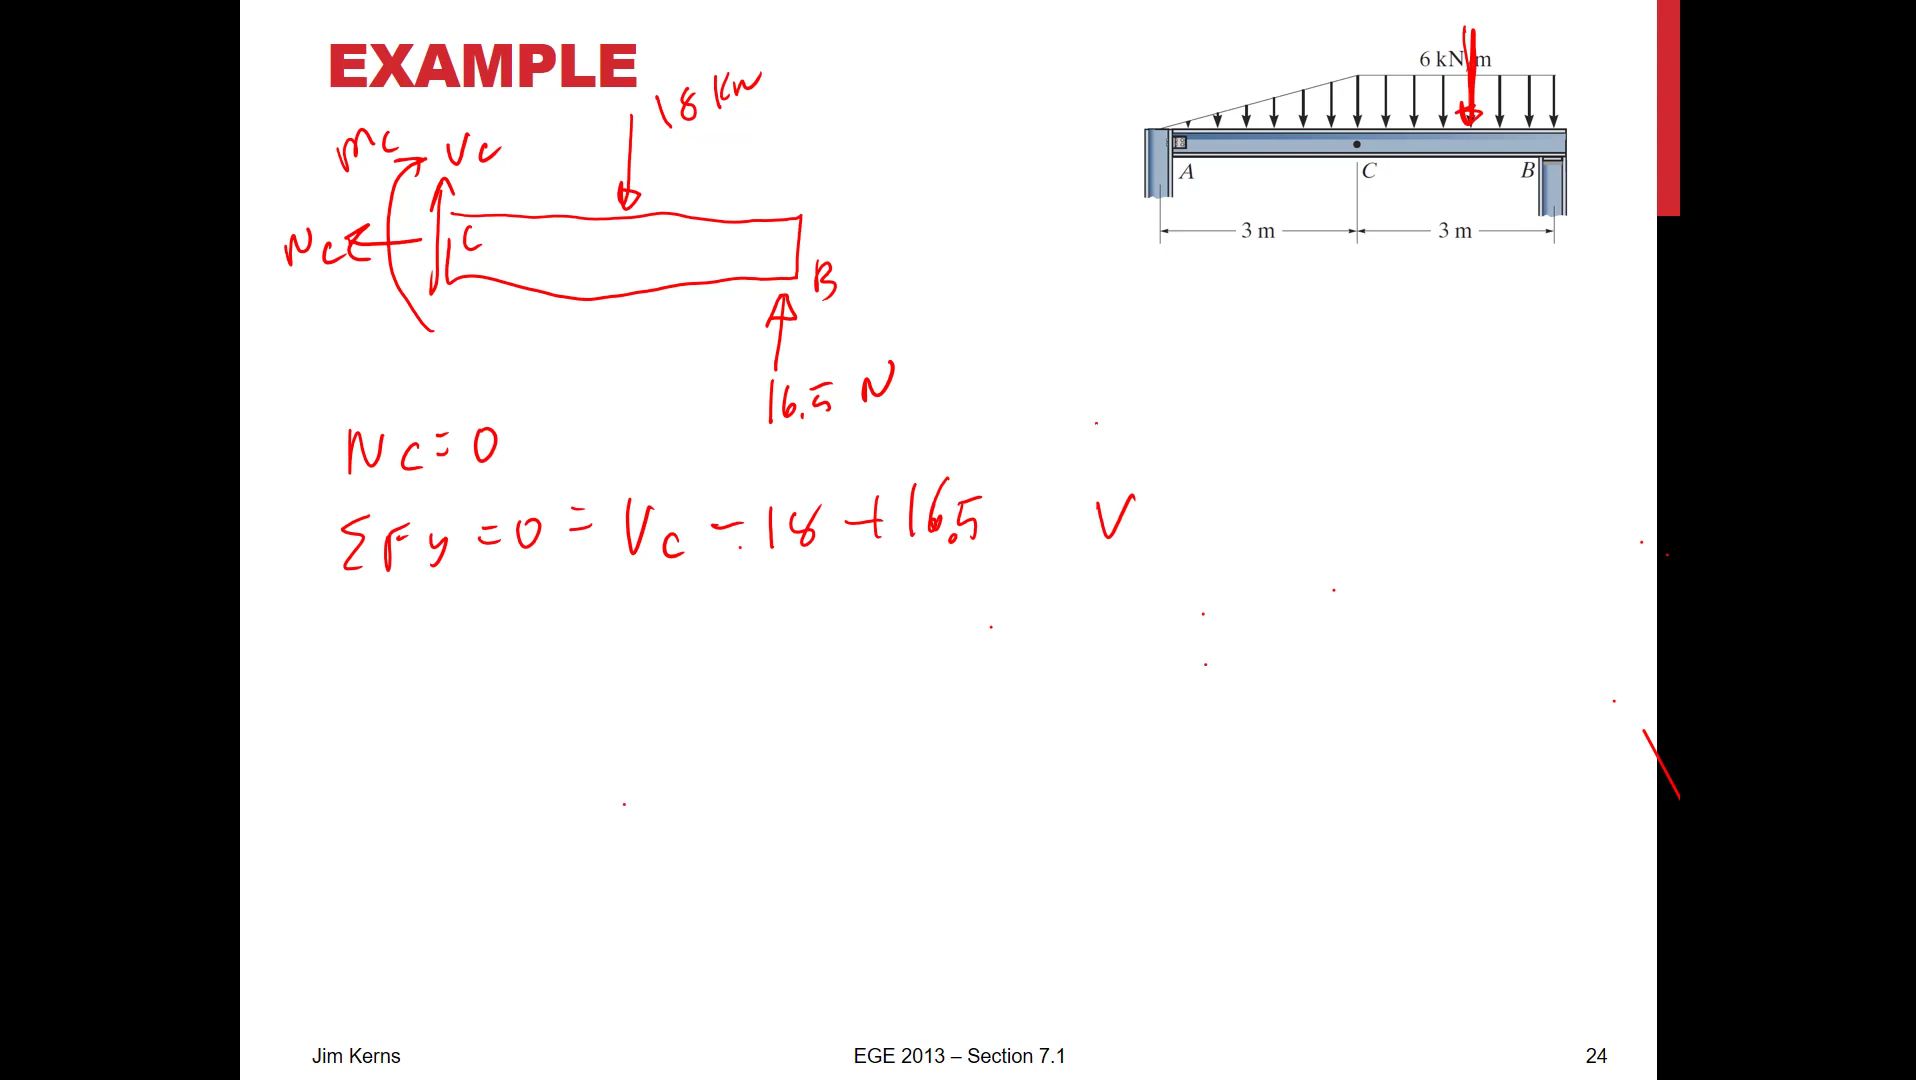 EXAMPLE
18 KN
Mc Vc
Nc C
B
16.5 N
Nc = 0
ΣFy = 0 = Vc - 18 + 16.5 V
6 kN/m
A C B
3 m 3 m
Jim Kerns EGE 2013 – Section 7.1 24